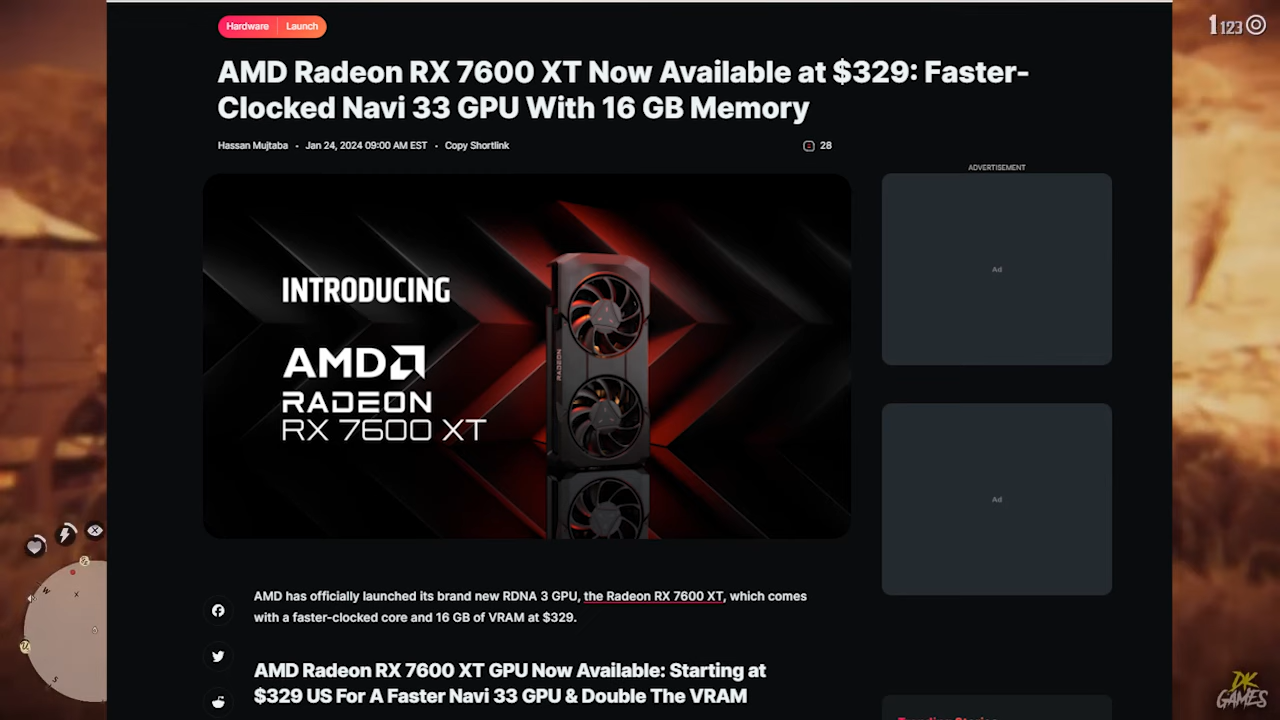 Hardware Launch
1 123
AMD Radeon RX 7600 XT Now Available at $329: Faster-
Clocked Navi 33 GPU With 16 GB Memory
Hassan Mujtaba • Jan 24, 2024 09:00 AM EST • Copy Shortlink
28
ADVERTISEMENT
Ad
INTRODUCING
AMD
RADEON
RX 7600 XT
RADEON
Ad
AMD has officially launched its brand new RDNA 3 GPU, the Radeon RX 7600 XT, which comes
with a faster-clocked core and 16 GB of VRAM at $329.
AMD Radeon RX 7600 XT GPU Now Available: Starting at
$329 US For A Faster Navi 33 GPU & Double The VRAM
W
S
DK
GAMES
Trending Stories